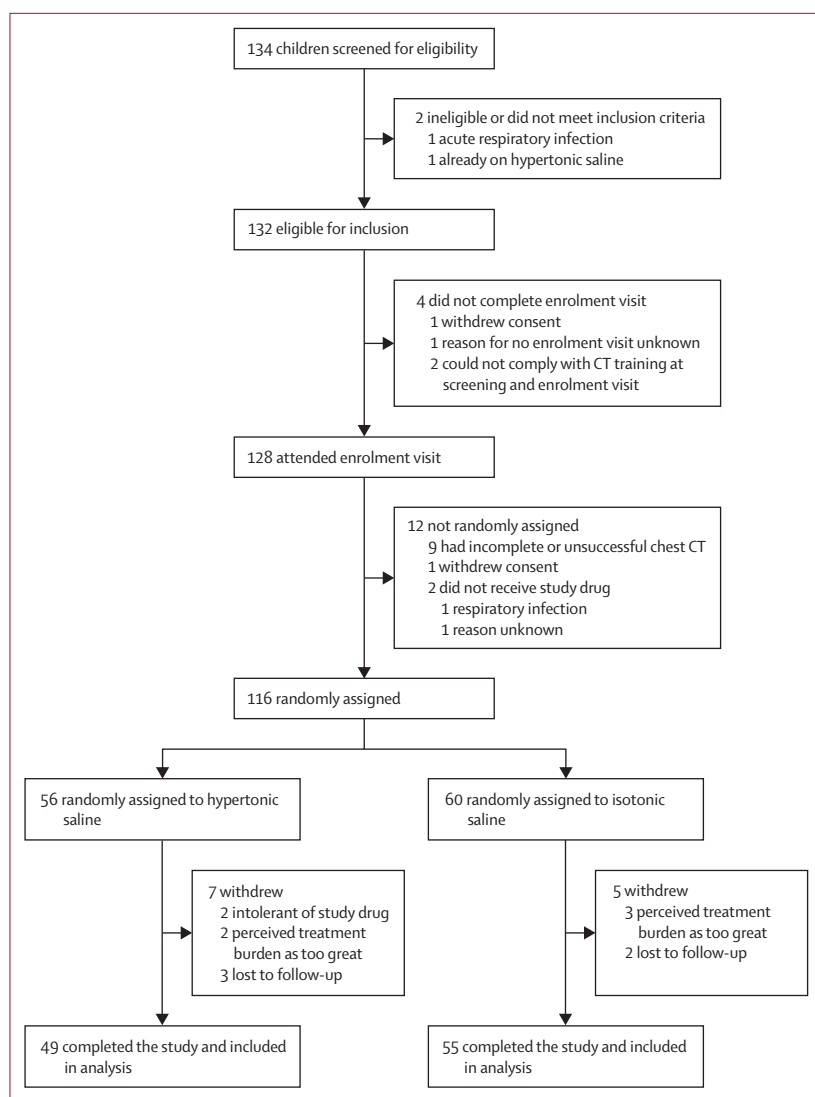 134 children screened for eligibility
2 ineligible or did not meet inclusion criteria
1 acute respiratory infection
1 already on hypertonic saline
132 eligible for inclusion
4 did not complete enrolment visit
1 withdrew consent
1 reason for no enrolment visit unknown
2 could not comply with CT training at
screening and enrolment visit
128 attended enrolment visit
12 not randomly assigned
9 had incomplete or unsuccessful chest CT
1 withdrew consent
2 did not receive study drug
1 respiratory infection
1 reason unknown
116 randomly assigned
56 randomly assigned to hypertonic
saline
60 randomly assigned to isotonic
saline
7 withdrew
2 intolerant of study drug
2 perceived treatment
burden as too great
3 lost to follow-up
5 withdrew
3 perceived treatment
burden as too great
2 lost to follow-up
49 completed the study and included
in analysis
55 completed the study and included
in analysis